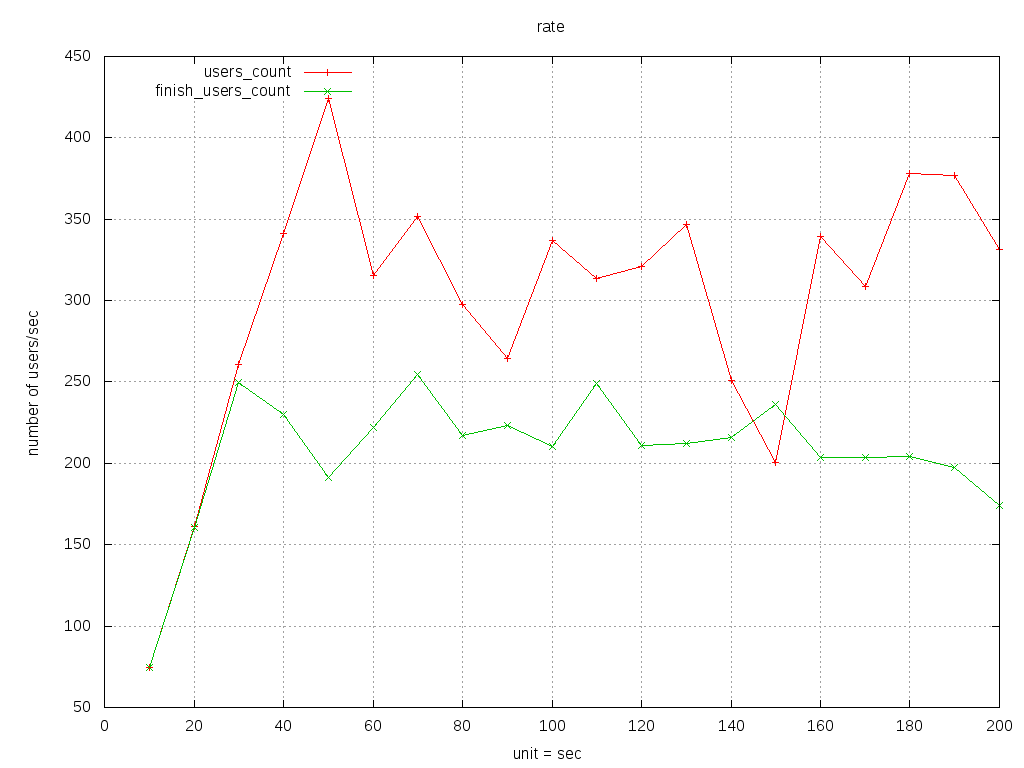 rate
450
400
350
300
250
200
150
100
50
users_count
finish_users_count
number of users/sec
0 20 40 60 80 100 120 140 160 180 200
unit = sec